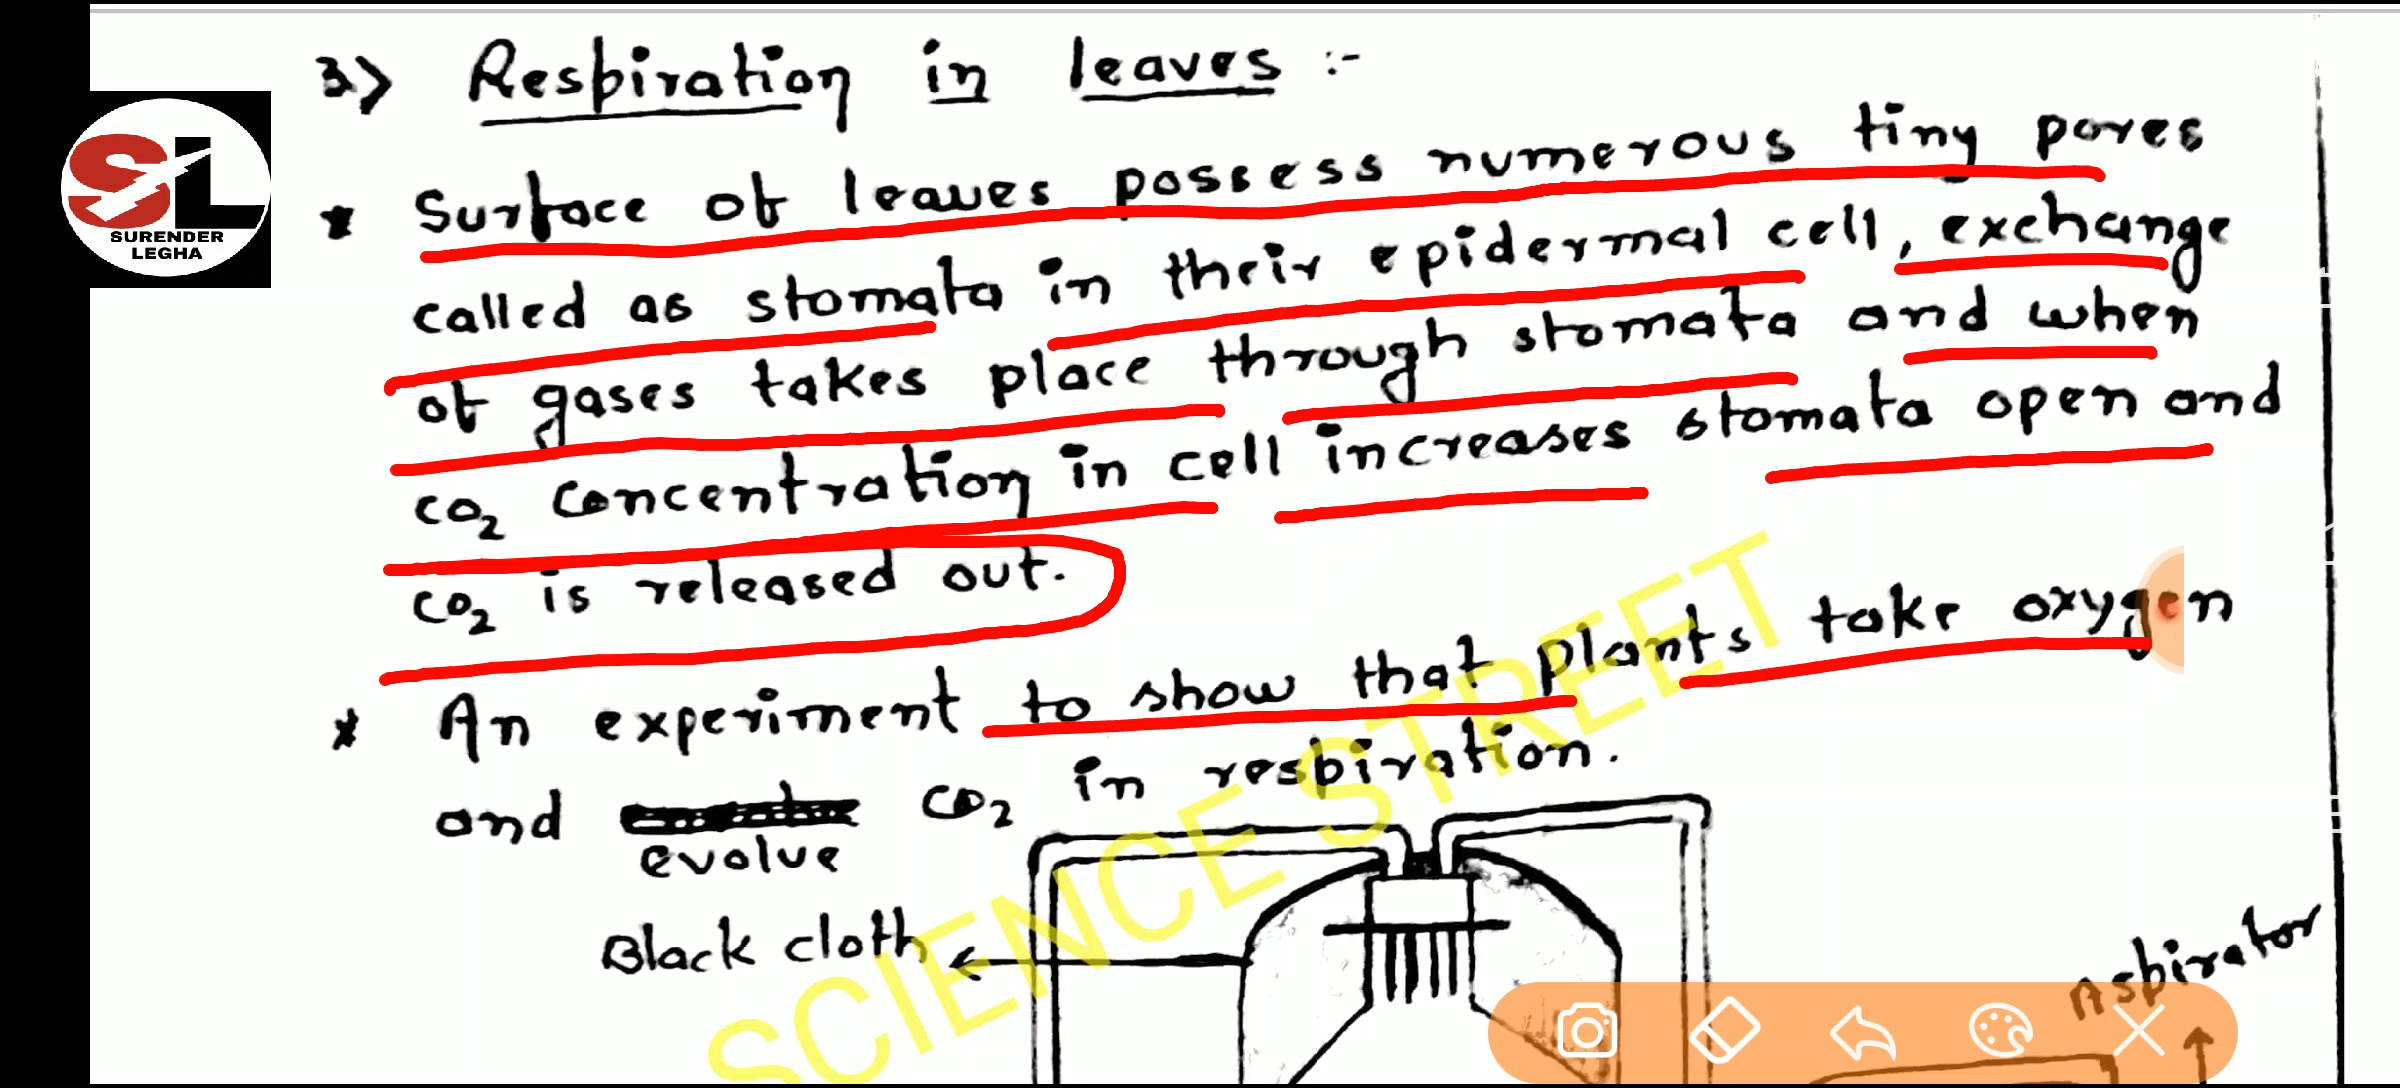 3) Respiration in leaves :-
* Surface of leaves possess numerous tiny pores
called as stomata in their epidermal cell, exchange
of gases takes place through stomata and when
CO2 concentration in cell increases stomata open and
CO2 is released out.
* An experiment to show that plants take oxygen
and evolve CO2 in respiration.
Black cloth
Aspirator
SL
SURENDER
LEGHA
SCIENCE STREET